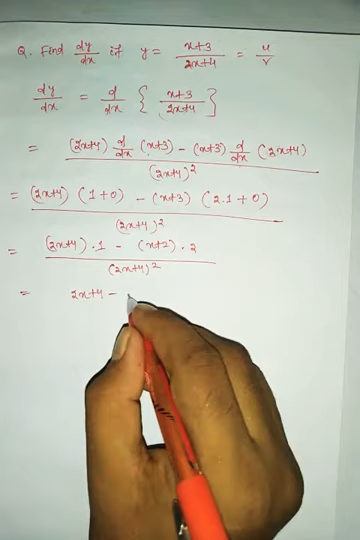 Q. Find dy/dx if y = x+3/2x+4 = u/v
dy/dx = d/dx { x+3/2x+4 }
= (2x+4) d/dx (x+3) - (x+3) d/dx (2x+4) / (2x+4)²
= (2x+4) (1+0) - (x+3) (2.1+0) / (2x+4)²
= (2x+4) · 1 - (x+2) · 2 / (2x+4)²
= 2x+4 -